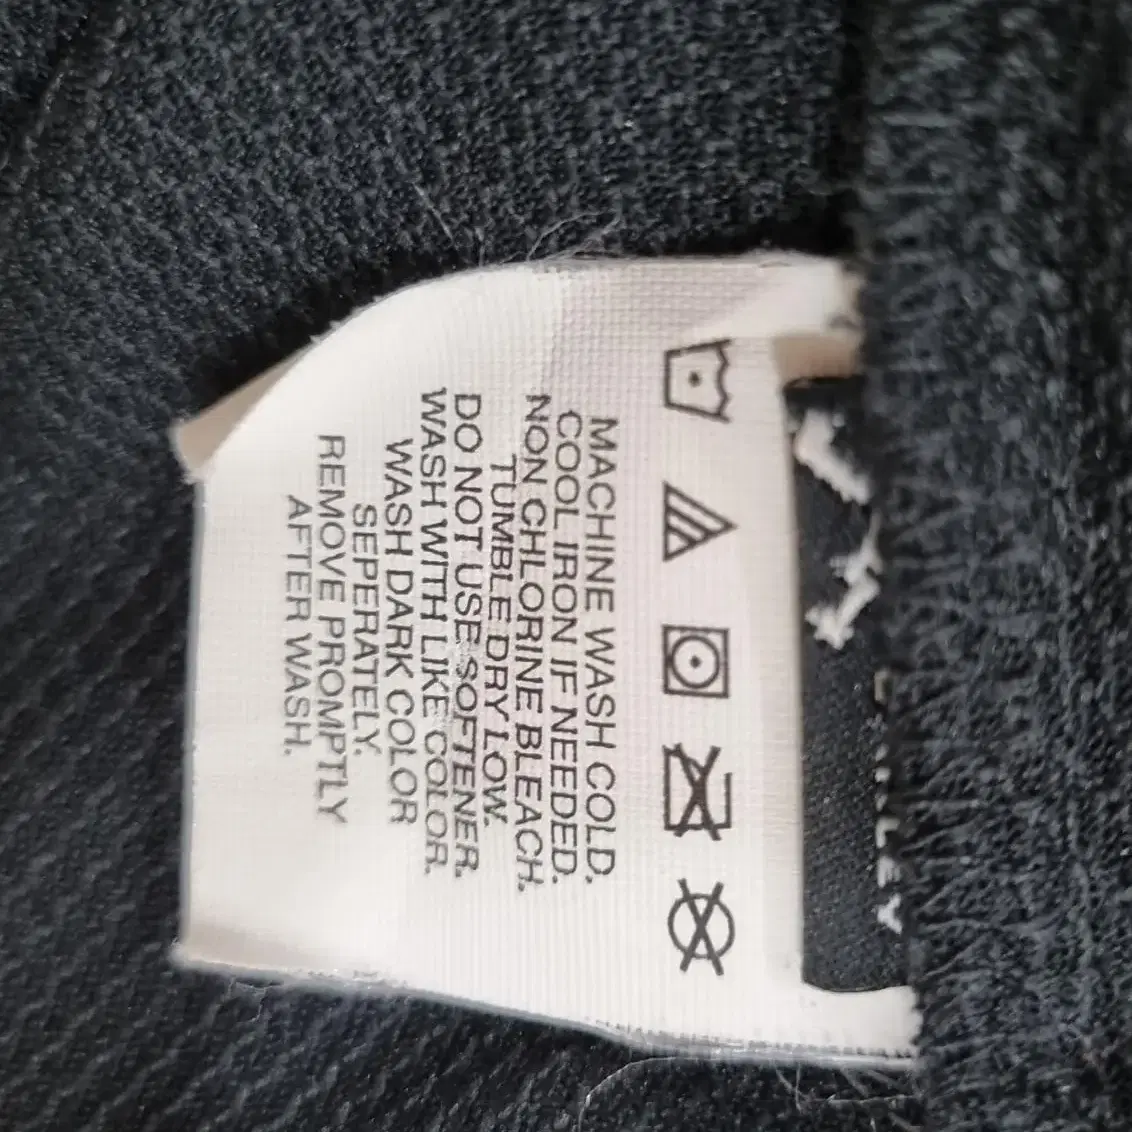 MACHINE WASH COLD.
COOL IRON IF NEEDED.
NON CHLORINE BLEACH.
TUMBLE DRY LOW.
DO NOT USE SOFTENER.
WASH WITH LIKE COLOR.
WASH DARK COLOR
SEPERATELY.
REMOVE PROMPTLY
AFTER WASH.